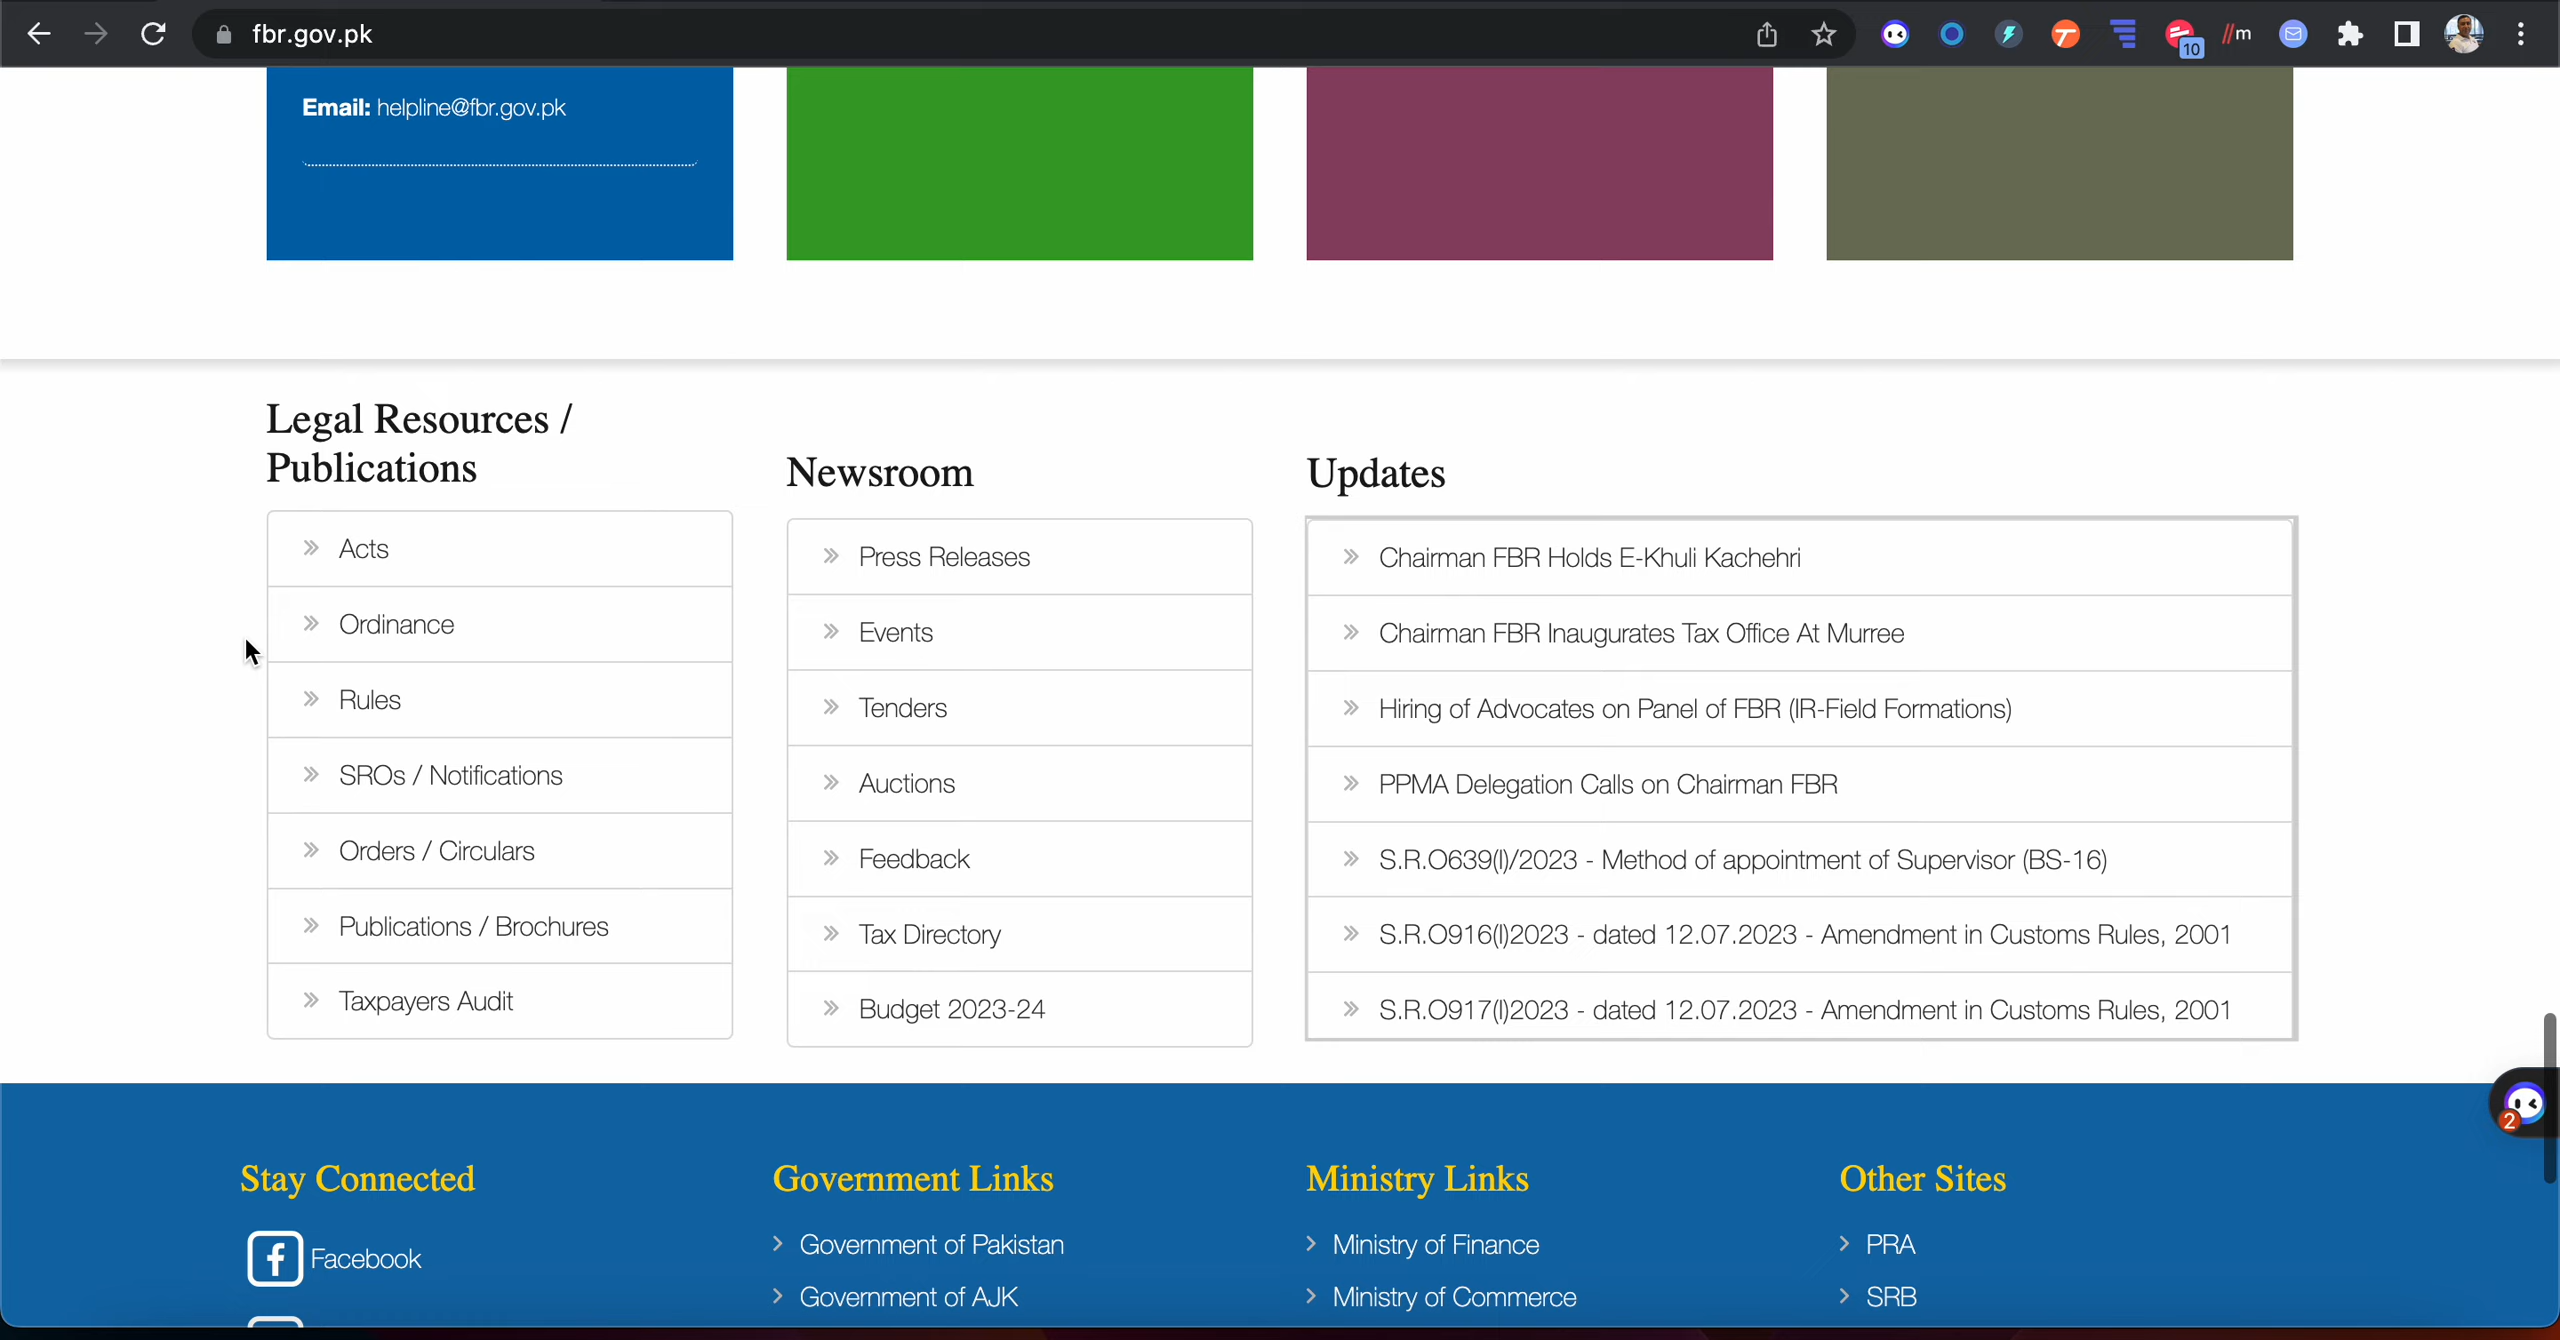 fbr.gov.pk
10
//m
Email: helpline@fbr.gov.pk
Legal Resources /
Publications
Acts
Ordinance
Rules
SROs / Notifications
Orders / Circulars
Publications / Brochures
Taxpayers Audit
Newsroom
Press Releases
Events
Tenders
Auctions
Feedback
Tax Directory
Budget 2023-24
Updates
Chairman FBR Holds E-Khuli Kachehri
Chairman FBR Inaugurates Tax Office At Murree
Hiring of Advocates on Panel of FBR (IR-Field Formations)
PPMA Delegation Calls on Chairman FBR
S.R.O639(I)/2023 - Method of appointment of Supervisor (BS-16)
S.R.O916(I)2023 - dated 12.07.2023 - Amendment in Customs Rules, 2001
S.R.O917(I)2023 - dated 12.07.2023 - Amendment in Customs Rules, 2001
2
Stay Connected
Facebook
Government Links
Government of Pakistan
Government of AJK
Ministry Links
Ministry of Finance
Ministry of Commerce
Other Sites
PRA
SRB